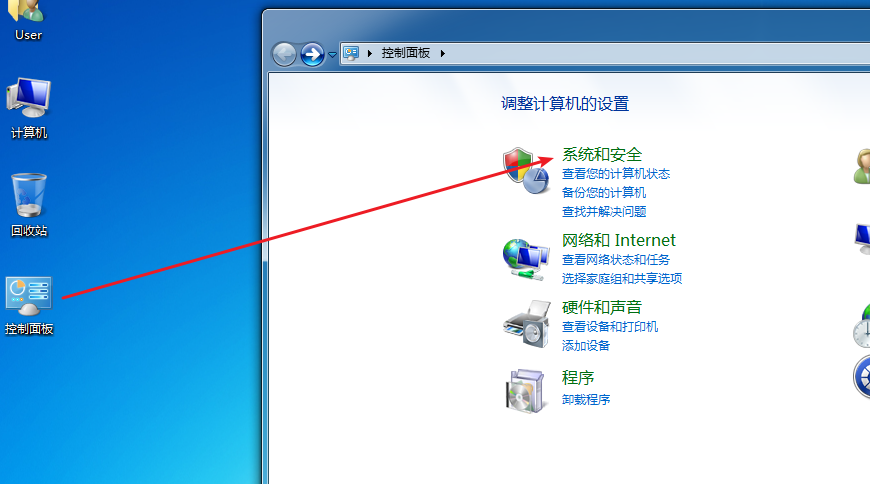 User
计算机
回收站
控制面板
控制面板
调整计算机的设置
系统和安全
查看您的计算机状态
备份您的计算机
查找并解决问题
网络和 Internet
查看网络状态和任务
选择家庭组和共享选项
硬件和声音
查看设备和打印机
添加设备
程序
卸载程序